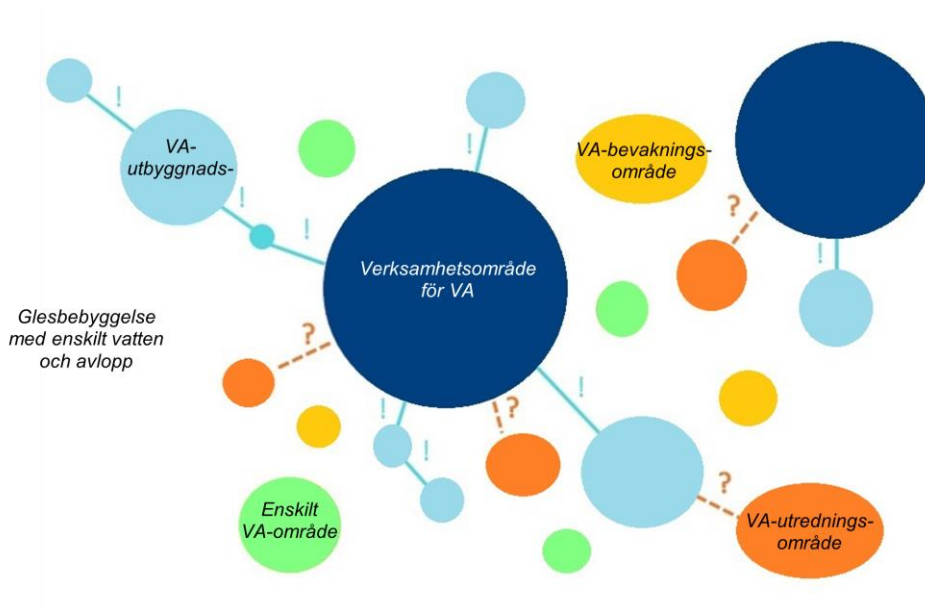 !
VA-
utbyggnads-
!
!
!
VA-bevaknings-
område
?
!
Verksamhetsområde
för VA
Glesbebyggelse
med enskilt vatten
och avlopp
?
!
!
?
!
?
Enskilt
VA-område
VA-utrednings-
område